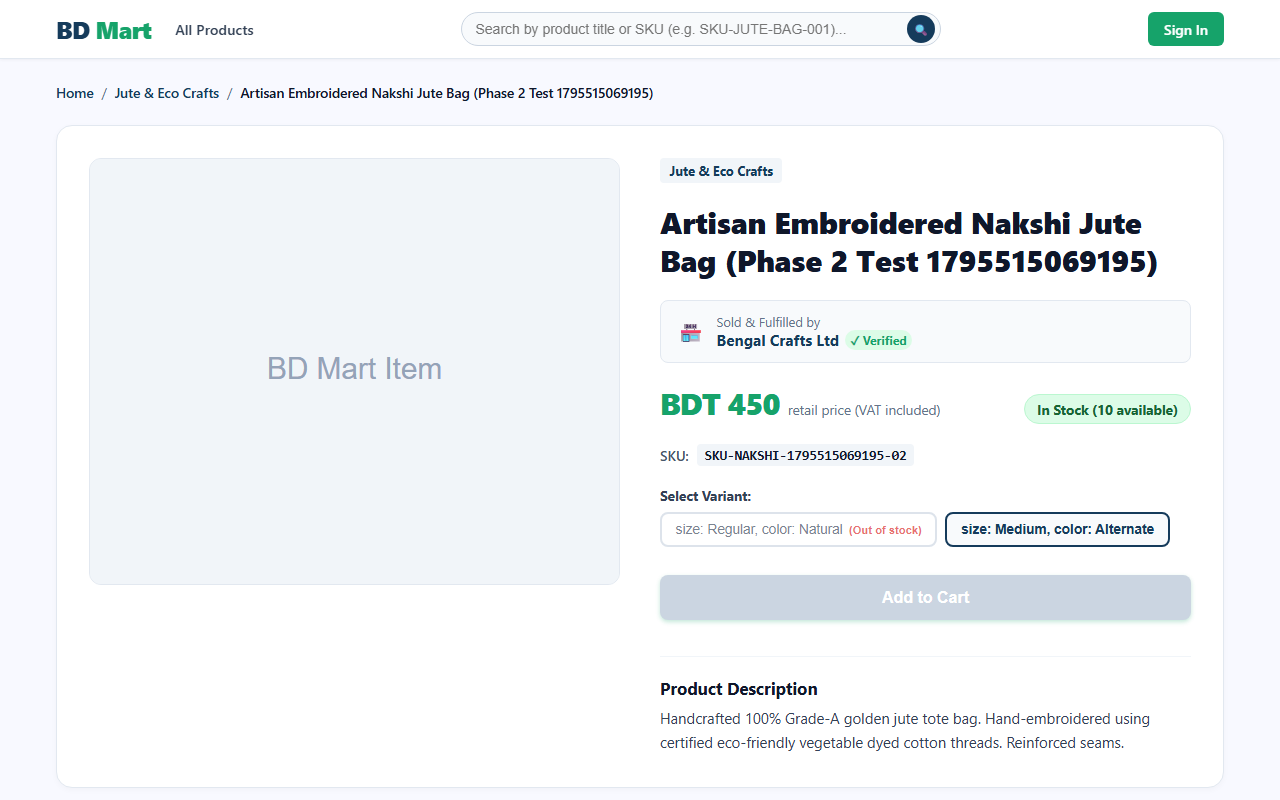 BD Mart
All Products
Search by product title or SKU (e.g. SKU-JUTE-BAG-001)...
Sign In
Home / Jute & Eco Crafts / Artisan Embroidered Nakshi Jute Bag (Phase 2 Test 1795515069195)
BD Mart Item
Jute & Eco Crafts
Artisan Embroidered Nakshi Jute
Bag (Phase 2 Test 1795515069195)
Sold & Fulfilled by
Bengal Crafts Ltd ✓ Verified
BDT 450 retail price (VAT included)
In Stock (10 available)
SKU: SKU-NAKSHI-1795515069195-02
Select Variant:
size: Regular, color: Natural (Out of stock)
size: Medium, color: Alternate
Add to Cart
Product Description
Handcrafted 100% Grade-A golden jute tote bag. Hand-embroidered using
certified eco-friendly vegetable dyed cotton threads. Reinforced seams.